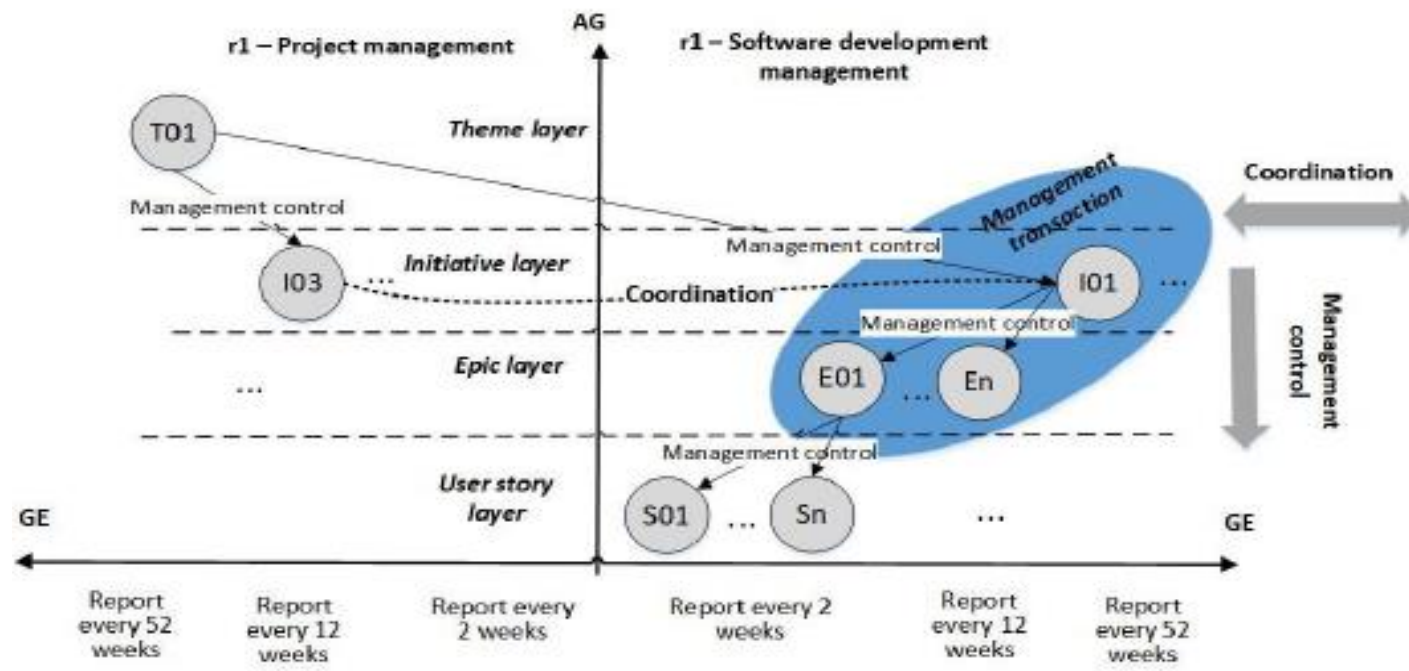 AG
r1 – Project management
r1 – Software development
management
T01
Theme layer
Management control
Management
transaction
Coordination
Management control
Initiative layer
I03
...
Coordination
I01
...
Management control
Management
control
Epic layer
...
E01
...
En
Management control
User story
layer
S01
...
Sn
...
GE
GE
Report
every 52
weeks
Report
every 12
weeks
Report every
2 weeks
Report every 2
weeks
Report
every 12
weeks
Report
every 52
weeks